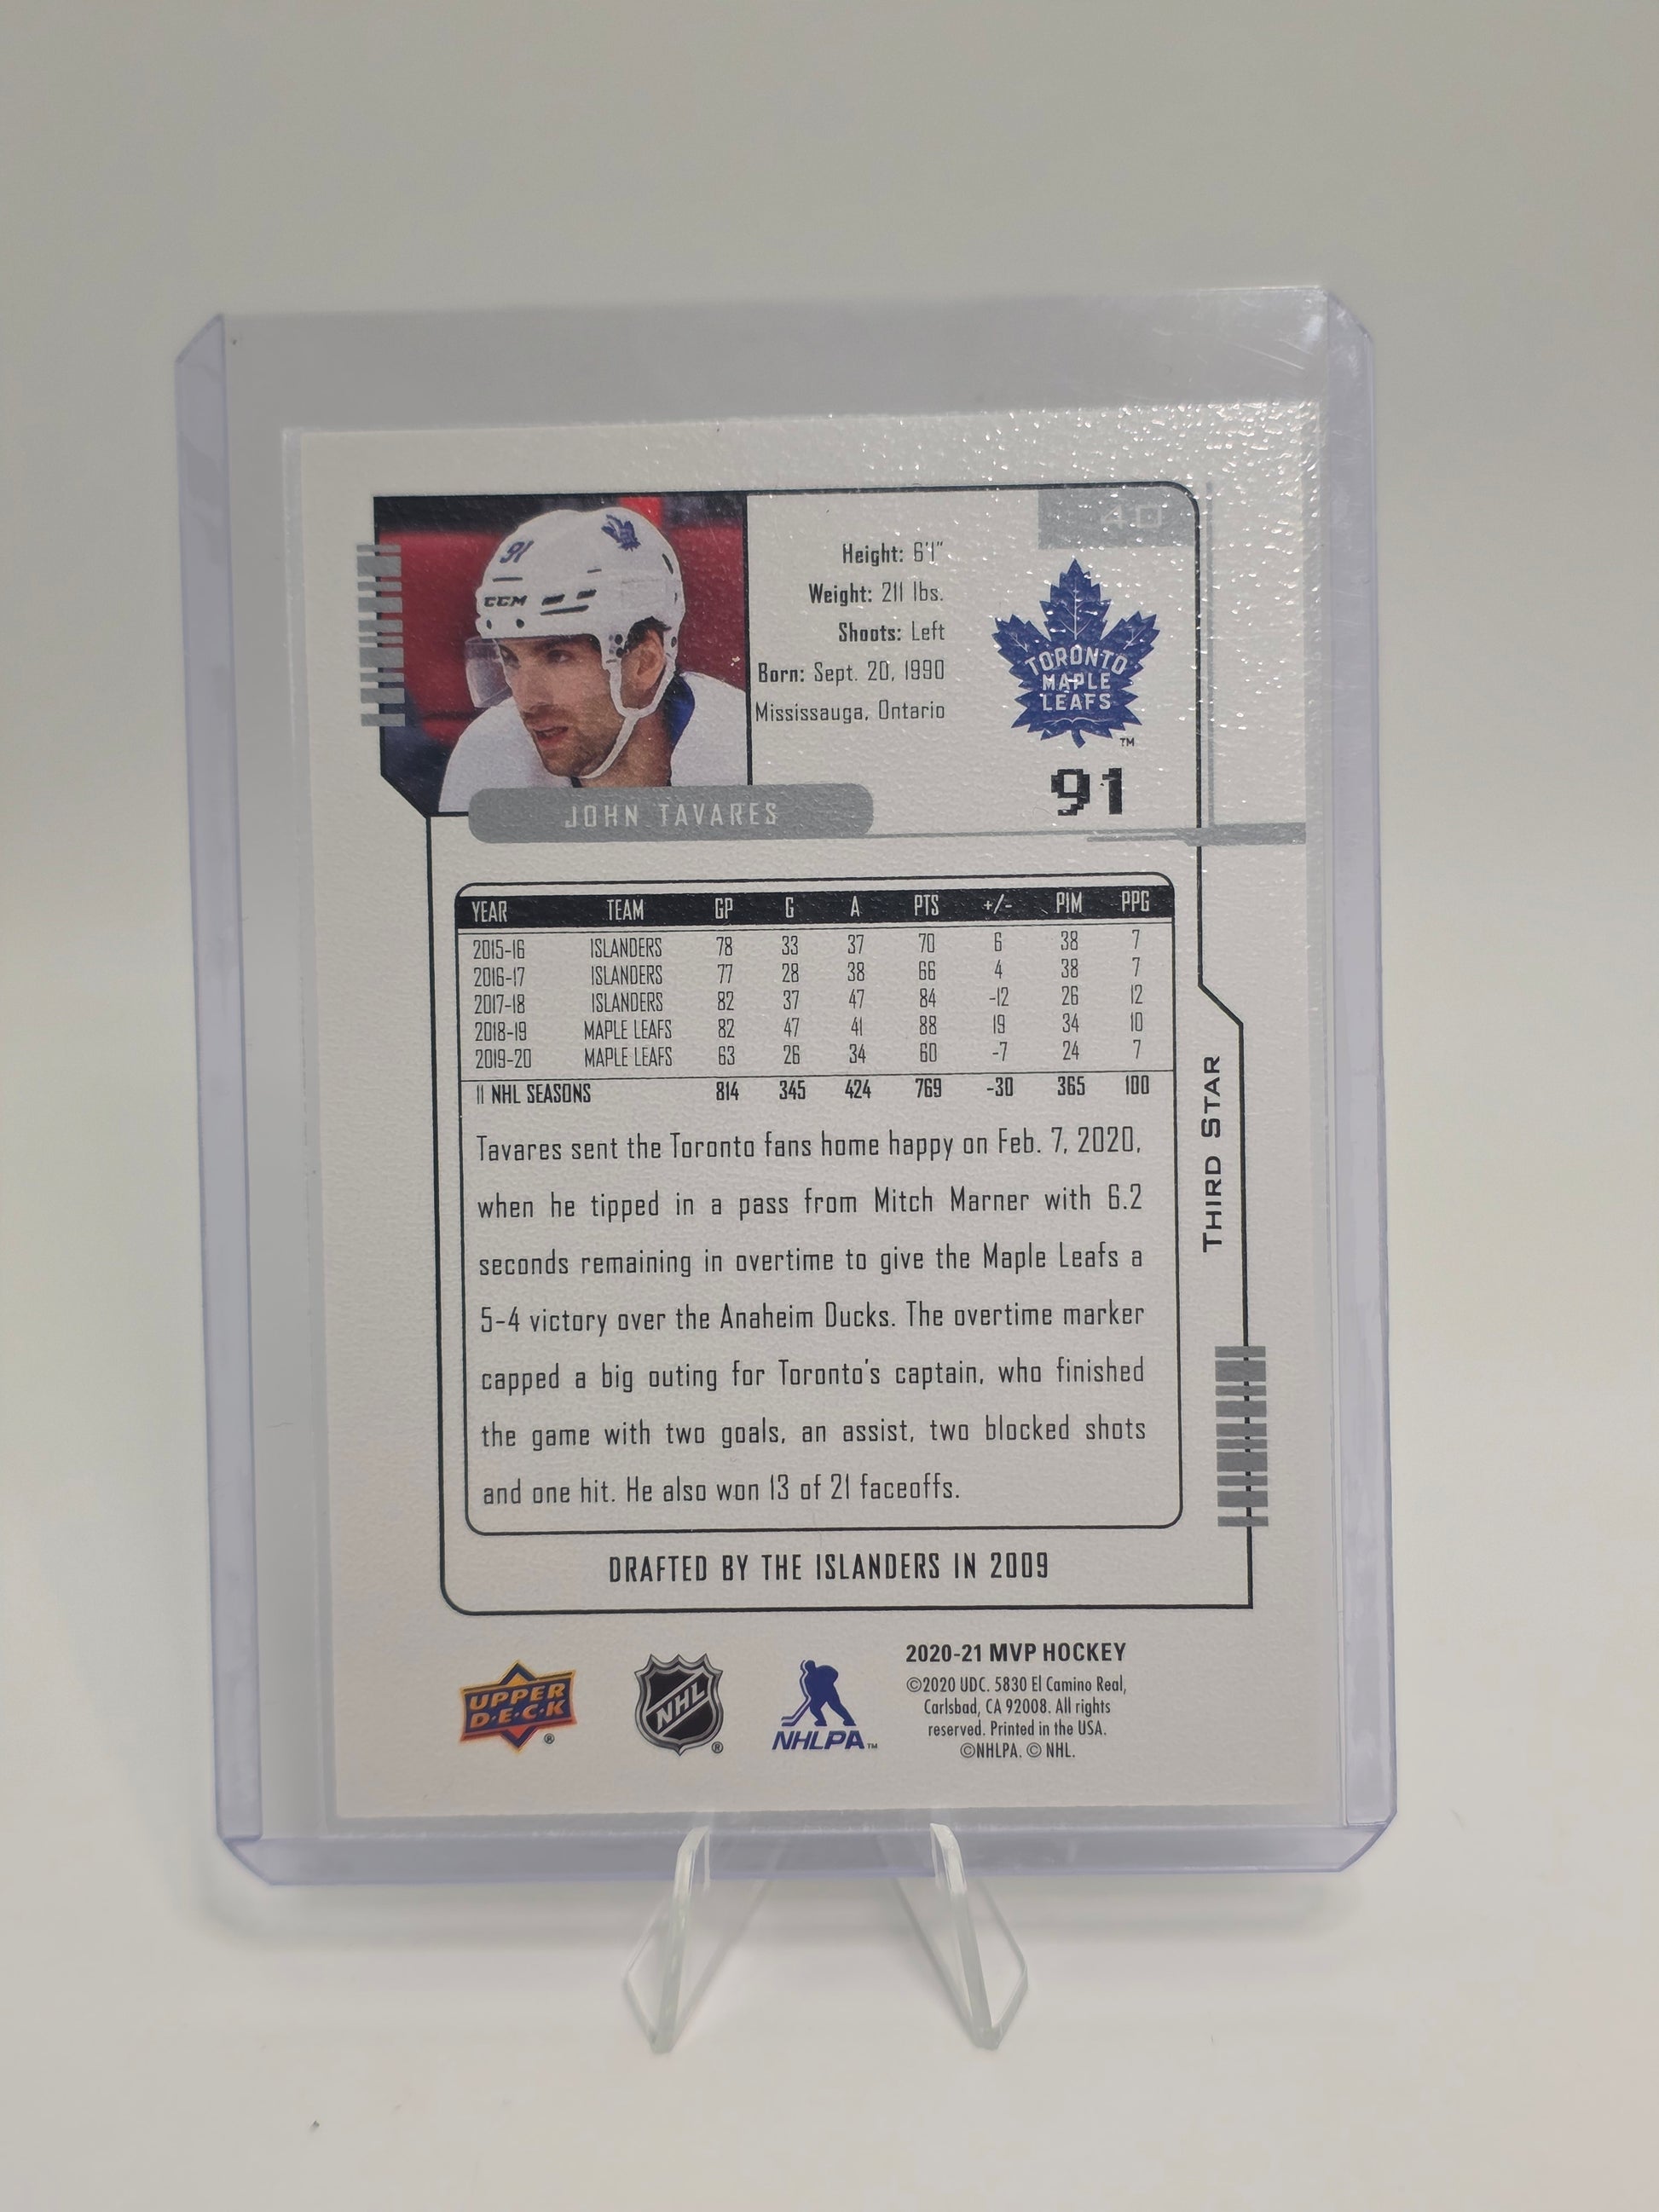 91
CCM
40
Height: 6'1"
Weight: 211 lbs.
Shoots: Left
Born: Sept. 20, 1990
Mississauga, Ontario
TORONTO
MAPLE
LEAFS
TM
91
JOHN TAVARES
YEAR TEAM GP G A PTS +/- PIM PPG
2015-16 ISLANDERS 78 33 37 70 6 38 7
2016-17 ISLANDERS 77 28 38 66 4 38 7
2017-18 ISLANDERS 82 37 47 84 -12 26 12
2018-19 MAPLE LEAFS 82 47 41 88 19 34 10
2019-20 MAPLE LEAFS 63 26 34 60 -7 24 7
11 NHL SEASONS 814 345 424 769 -30 365 100
Tavares sent the Toronto fans home happy on Feb. 7, 2020,
when he tipped in a pass from Mitch Marner with 6.2
seconds remaining in overtime to give the Maple Leafs a
5-4 victory over the Anaheim Ducks. The overtime marker
capped a big outing for Toronto's captain, who finished
the game with two goals, an assist, two blocked shots
and one hit. He also won 13 of 21 faceoffs.
THIRD STAR
DRAFTED BY THE ISLANDERS IN 2009
UPPER
D·E·C·K
®
NHL
®
NHLPA™
2020-21 MVP HOCKEY
©2020 UDC. 5830 El Camino Real,
Carlsbad, CA 92008. All rights
reserved. Printed in the USA.
©NHLPA. © NHL.